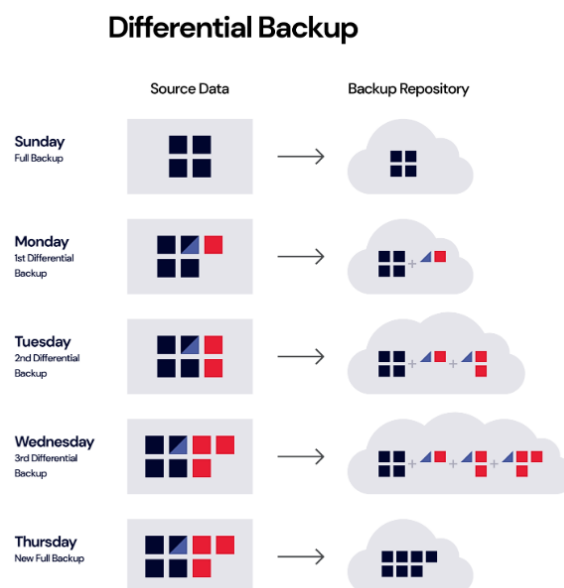 Differential Backup
Source Data
Backup Repository
Sunday
Full Backup
Monday
1st Differential
Backup
+
Tuesday
2nd Differential
Backup
+ +
Wednesday
3rd Differential
Backup
+ + +
Thursday
New Full Backup